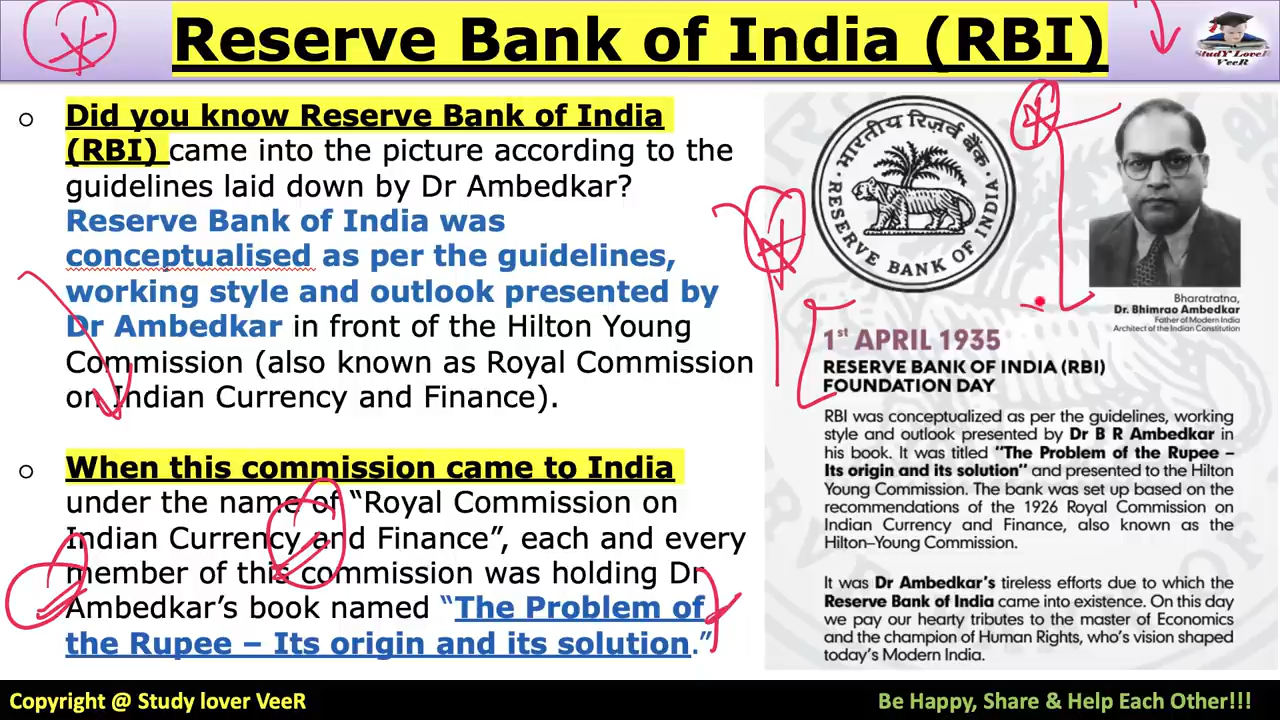 Reserve Bank of India (RBI)
StudY LoveR
VeeR
○ Did you know Reserve Bank of India
(RBI) came into the picture according to the
guidelines laid down by Dr Ambedkar?
Reserve Bank of India was
conceptualised as per the guidelines,
working style and outlook presented by
Dr Ambedkar in front of the Hilton Young
Commission (also known as Royal Commission
on Indian Currency and Finance).
○ When this commission came to India
under the name of “Royal Commission on
Indian Currency and Finance”, each and every
member of this commission was holding Dr
Ambedkar’s book named “The Problem of
the Rupee – Its origin and its solution.”
भारतीय रिज़र्व बैंक
RESERVE BANK OF INDIA
Bharatratna,
Dr. Bhimrao Ambedkar
Father of Modern India
Architect of the Indian Constitution
1st APRIL 1935
RESERVE BANK OF INDIA (RBI)
FOUNDATION DAY
RBI was conceptualized as per the guidelines, working
style and outlook presented by Dr B R Ambedkar in
his book. It was titled “The Problem of the Rupee –
Its origin and its solution” and presented to the Hilton
Young Commission. The bank was set up based on the
recommendations of the 1926 Royal Commission on
Indian Currency and Finance, also known as the
Hilton–Young Commission.
It was Dr Ambedkar’s tireless efforts due to which the
Reserve Bank of India came into existence. On this day
we pay our hearty tributes to the master of Economics
and the champion of Human Rights, who’s vision shaped
today’s Modern India.
Copyright @ Study lover VeeR
Be Happy, Share & Help Each Other!!!